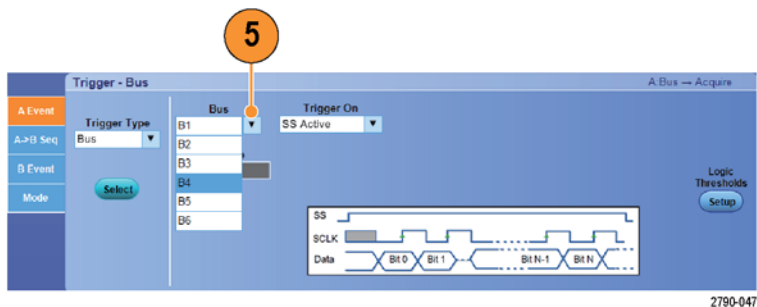 5
Trigger - Bus
A:Bus → Acquire
A Event
A->B Seq
B Event
Mode
Trigger Type
Bus
Select
Bus
B1
B2
B3
B4
B5
B6
Trigger On
SS Active
Logic
Thresholds
Setup
SS
SCLK
Data Bit 0 Bit 1 Bit N-1 Bit N
2790-047